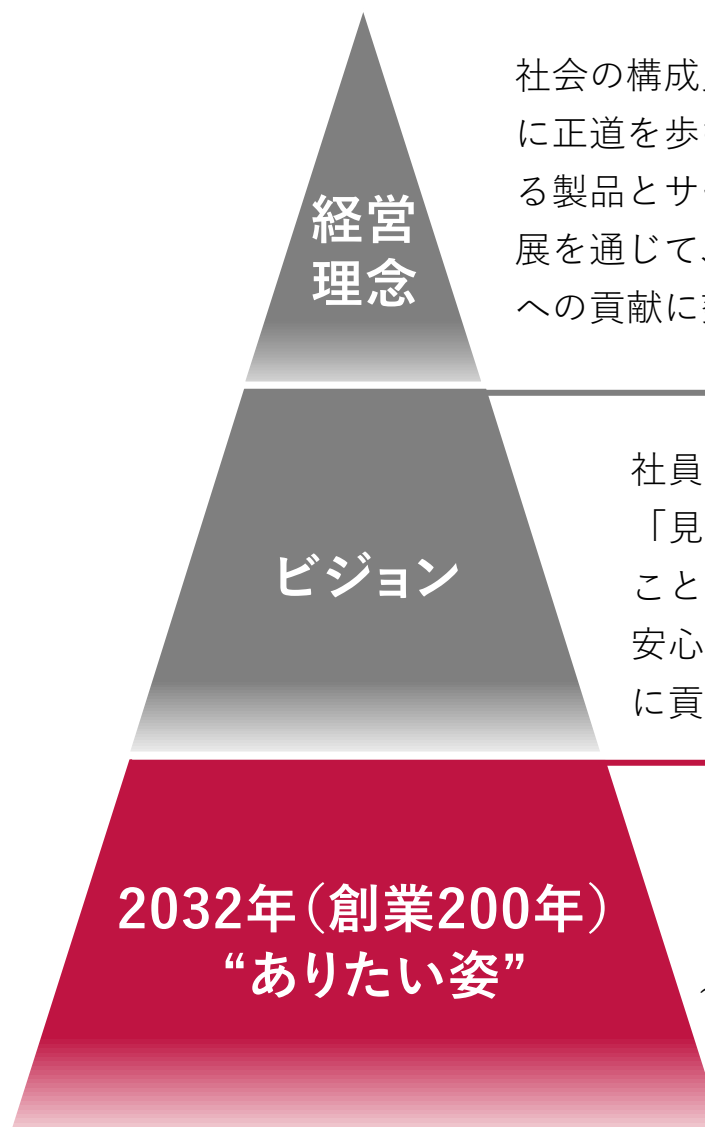 経営
理念
社会の構成
に正道を歩
る製品とサ
展を通じて、
への貢献に
ビジョン
社員
「見
こと
安心
に貢
2032年（創業200年）
“ありたい姿”